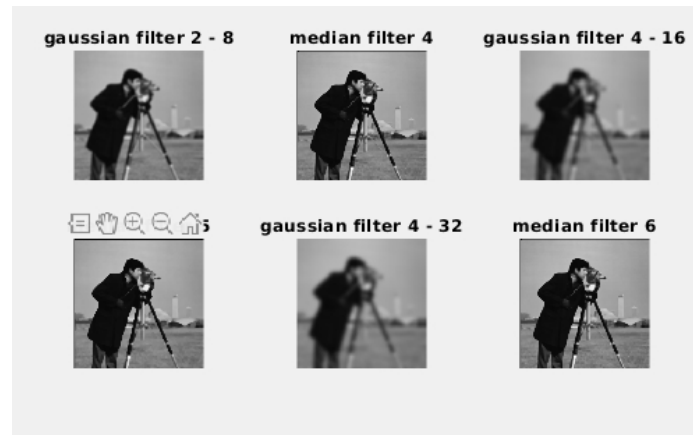 gaussian filter 2 - 8
median filter 4
gaussian filter 4 - 16
gaussian filter 4 - 32
median filter 6